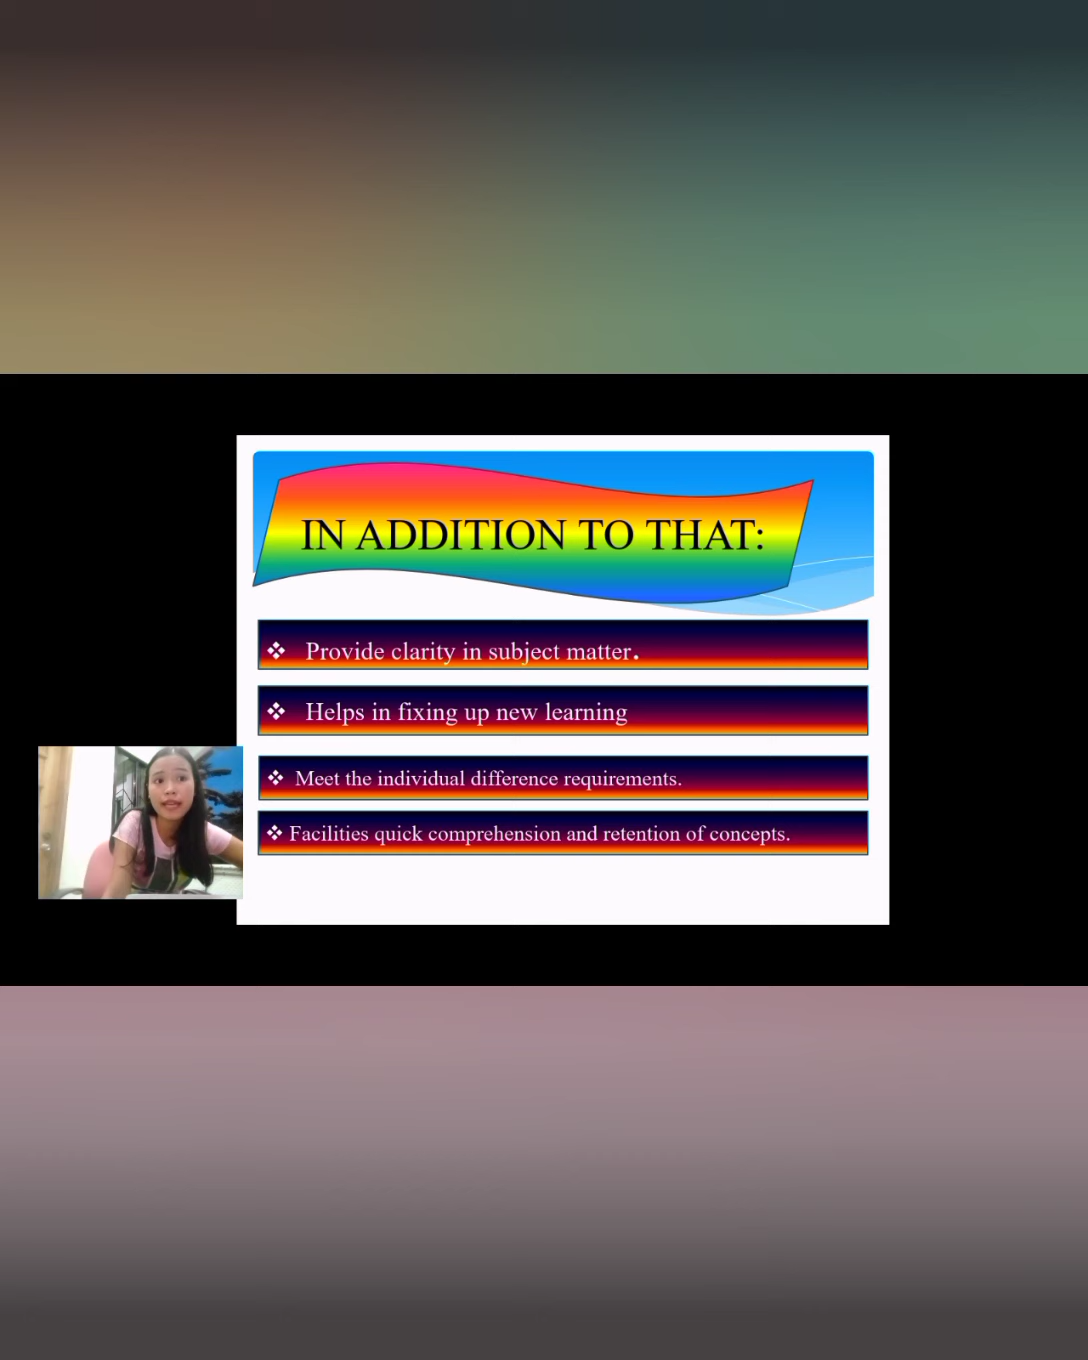 IN ADDITION TO THAT:
❖ Provide clarity in subject matter.
❖ Helps in fixing up new learning
❖ Meet the individual difference requirements.
❖ Facilities quick comprehension and retention of concepts.